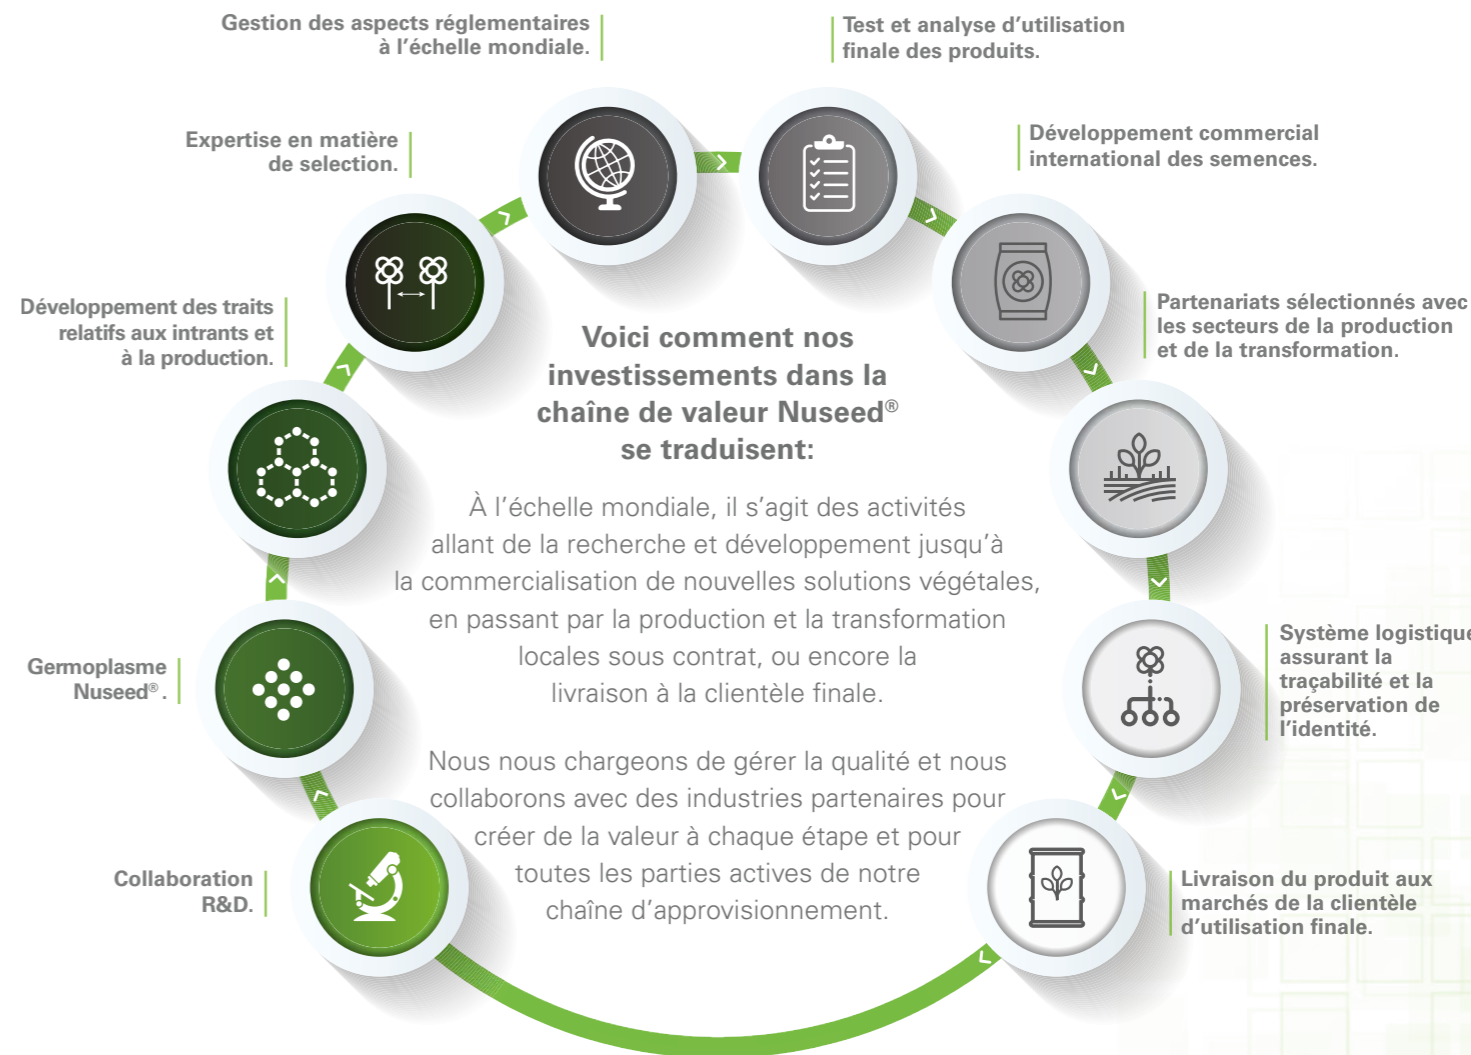 Gestion des aspects réglementaires
à l’échelle mondiale.
Test et analyse d’utilisation
finale des produits.
Expertise en matière
de selection.
Développement commercial
international des semences.
Développement des traits
relatifs aux intrants et
à la production.
Partenariats sélectionnés avec
les secteurs de la production
et de la transformation.
Voici comment nos
investissements dans la
chaîne de valeur Nuseed®
se traduisent:
À l’échelle mondiale, il s’agit des activités
allant de la recherche et développement jusqu’à
la commercialisation de nouvelles solutions végétales,
en passant par la production et la transformation
locales sous contrat, ou encore la
livraison à la clientèle finale.
Germoplasme
Nuseed® .
Système logistique
assurant la
traçabilité et la
préservation de
l’identité.
Nous nous chargeons de gérer la qualité et nous
collaborons avec des industries partenaires pour
créer de la valeur à chaque étape et pour
toutes les parties actives de notre
chaîne d’approvisionnement.
Collaboration
R&D.
Livraison du produit aux
marchés de la clientèle
d’utilisation finale.